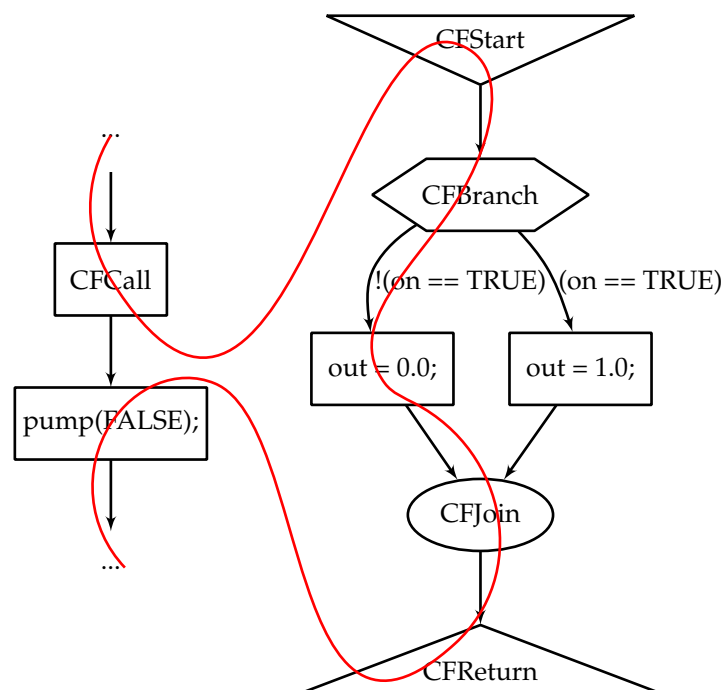 CFStart
...
CFBranch
CFCall
!(on == TRUE) (on == TRUE)
out = 0.0;
out = 1.0;
pump(FALSE);
CFJoin
...
CFReturn